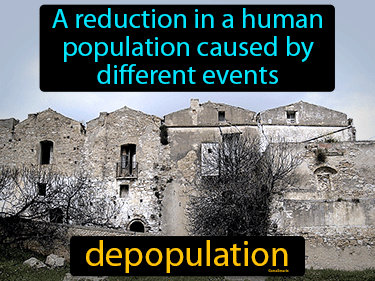 A reduction in a human
population caused by
different events
depopulation